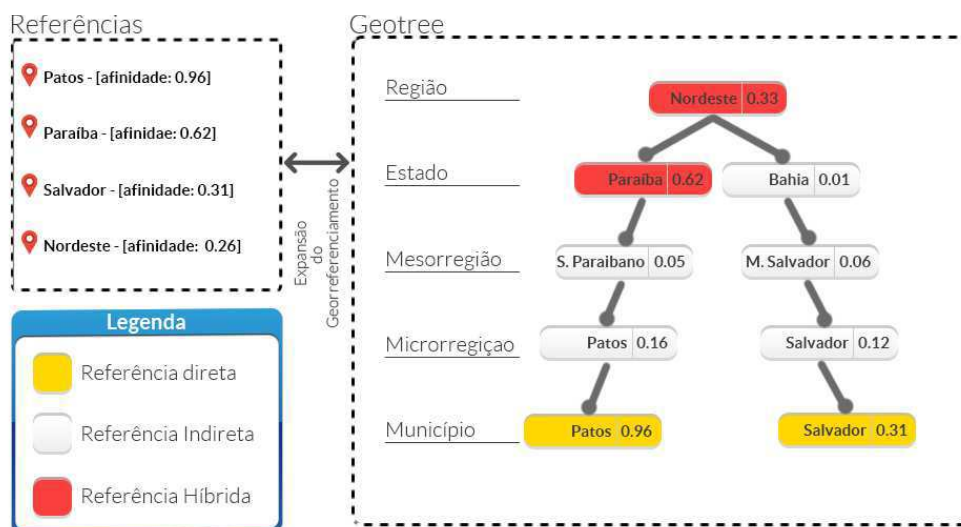 Referências
Patos - [afinidade: 0.96]
Paraíba - [afinidae: 0.62]
Salvador - [afinidade: 0.31]
Nordeste - [afinidade: 0.26]
Expansão
do
Georreferenciamento
Legenda
Referência direta
Referência Indireta
Referência Híbrida
Geotree
Região
Nordeste 0.33
Estado
Paraíba 0.62
Bahia 0.01
Mesorregião
S. Paraibano 0.05
M. Salvador 0.06
Microrregiçao
Patos 0.16
Salvador 0.12
Município
Patos 0.96
Salvador 0.31